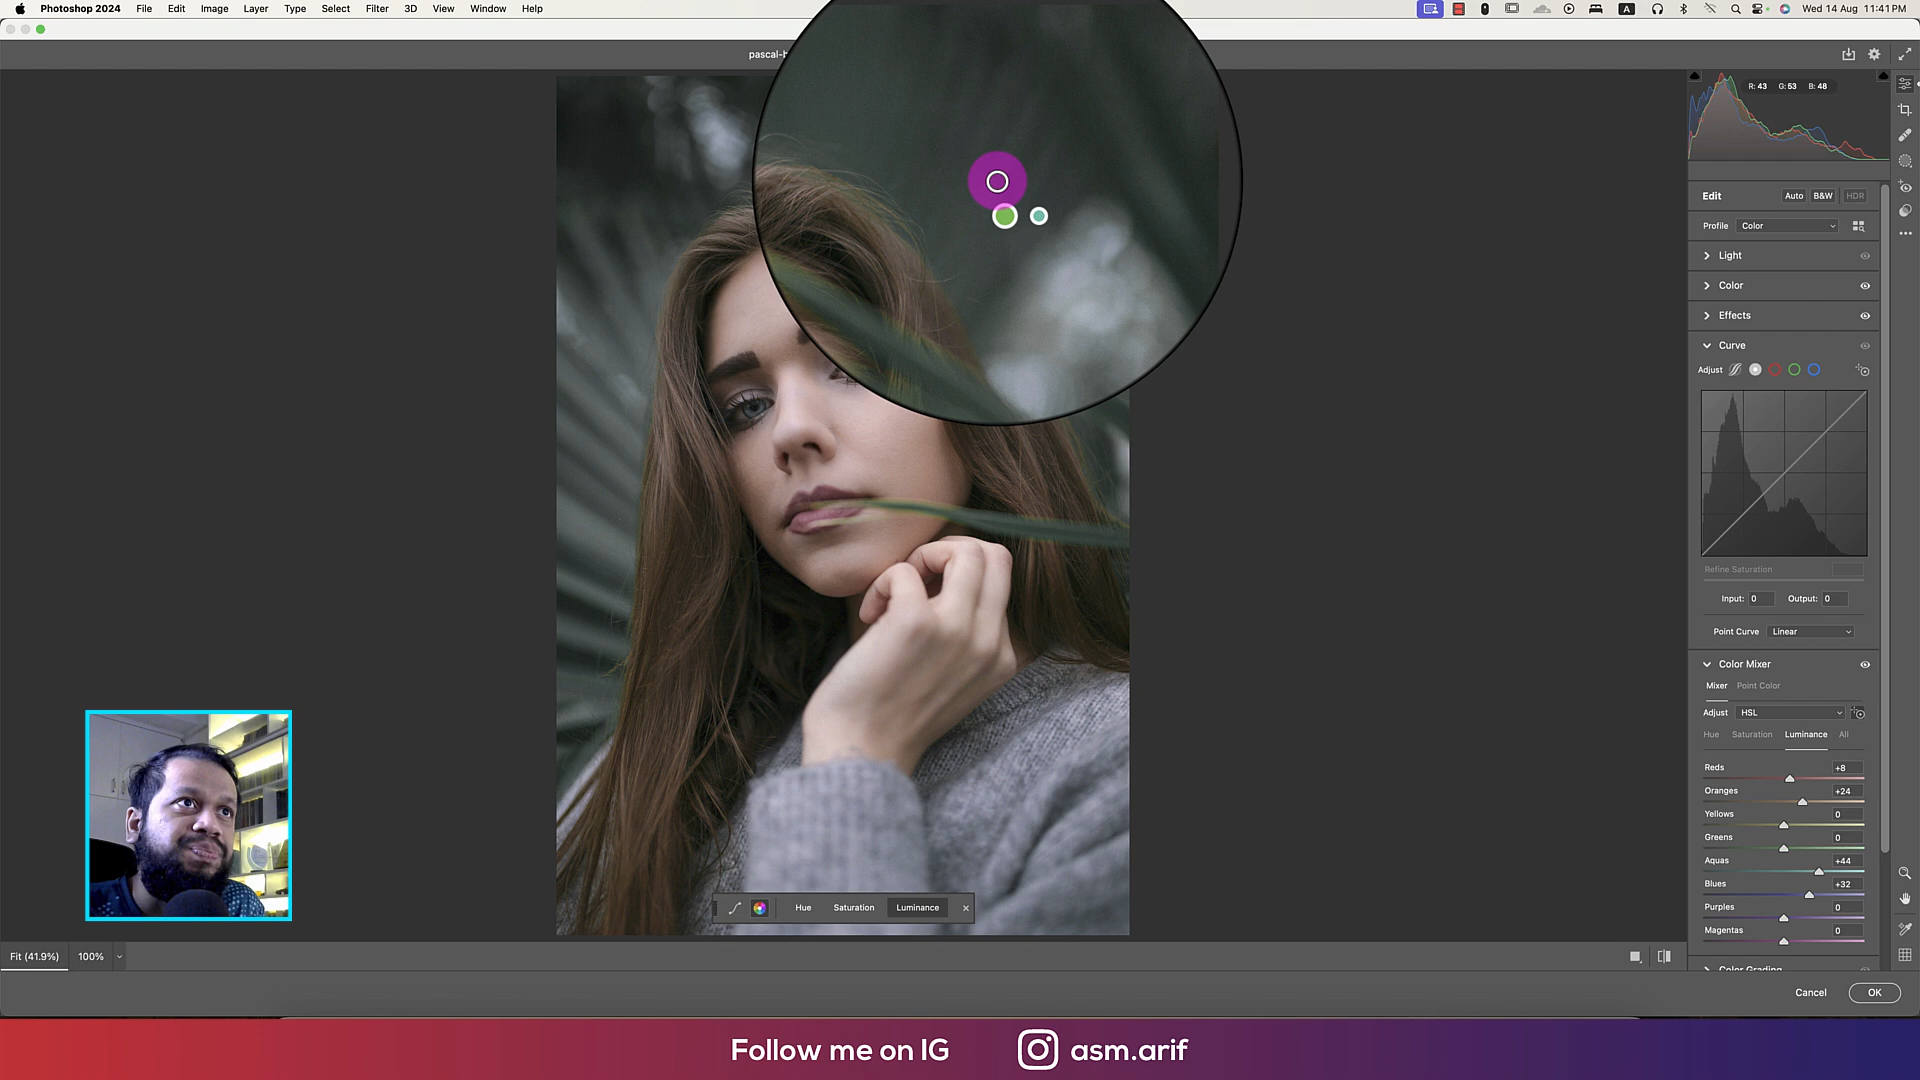 Photoshop 2024 File Edit Image Layer Type Select Filter 3D View Window Help
A Wed 14 Aug 11:41 PM
pascal-b
R: 43 G: 53 B: 48
Edit Auto B&W HDR
Profile Color
Light
Color
Effects
Curve
Adjust
Refine Saturation
Input: 0 Output: 0
Point Curve Linear
Color Mixer
Mixer Point Color
Adjust HSL
Hue Saturation Luminance All
Reds +8
Oranges +24
Yellows 0
Greens 0
Aquas +44
Blues +32
Purples 0
Magentas 0
Color Grading
Hue Saturation Luminance
Fit (41.9%) 100%
Cancel OK
Follow me on IG asm.arif